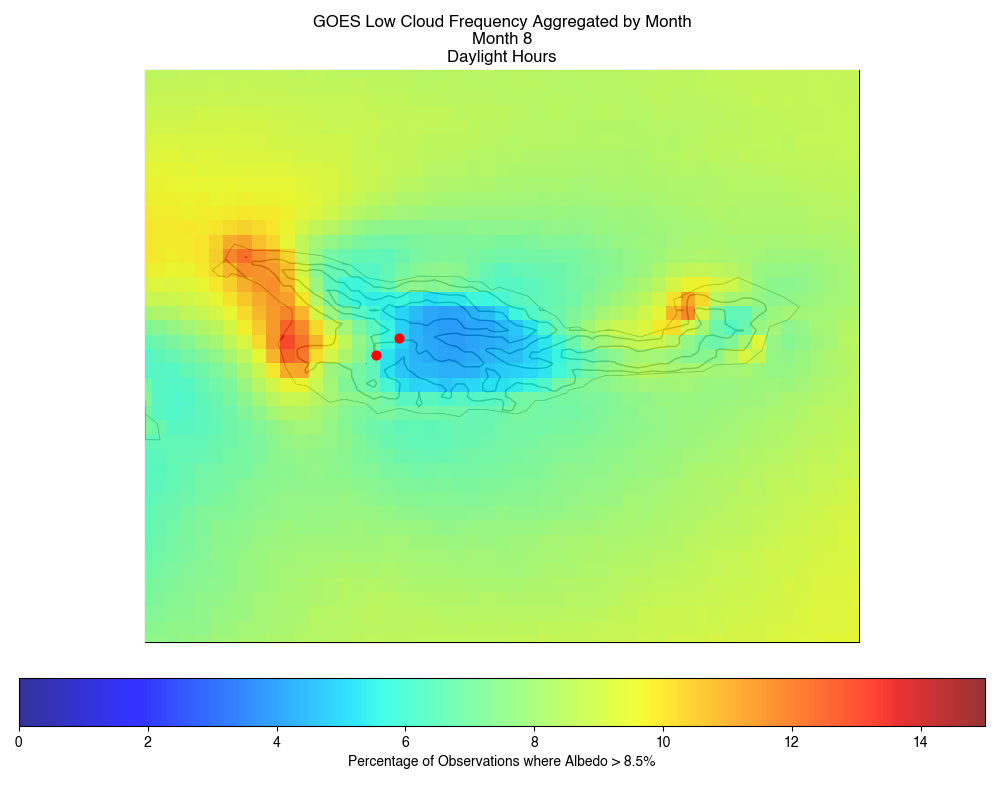 GOES Low Cloud Frequency Aggregated by Month
Month 8
Daylight Hours
0 2 4 6 8 10 12 14
Percentage of Observations where Albedo > 8.5%